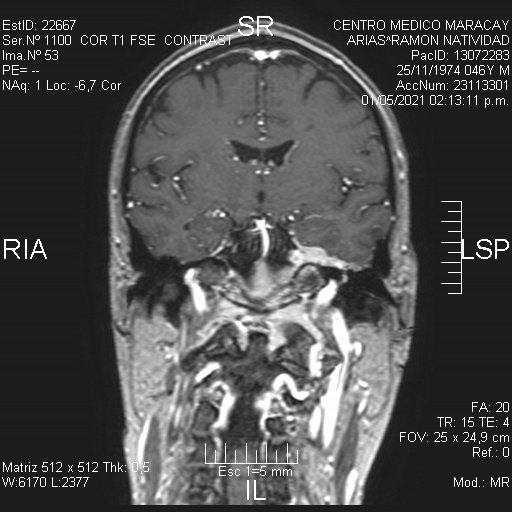 EstID: 22667
Ser.Nº 1100 COR T1 FSE CONTRAST
Ima.Nº 53
PE= --
NAq: 1 Loc: -6,7 Cor
SR
CENTRO MEDICO MARACAY
ARIAS^RAMON NATIVIDAD
PacID: 13072283
25/11/1974 046Y M
AccNum: 23113301
01/05/2021 02:13:11 p.m.
RIA
LSP
FA: 20
TR: 15 TE: 4
FOV: 25 x 24,9 cm
Ref.: 0
Mod.: MR
Matriz 512 x 512 Thk: 0,5
W:6170 L:2377
Esc 1=5 mm
IL